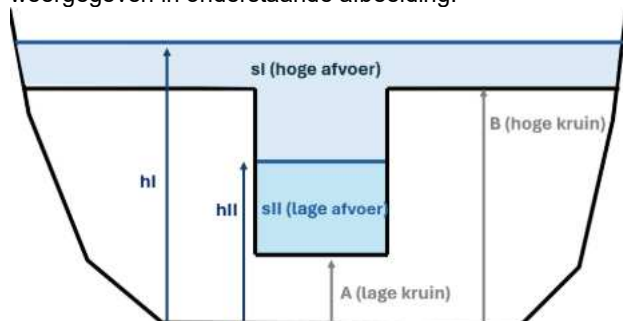 weergegeven in onderstaande afbeelding.
sI (hoge afvoer)
B (hoge kruin)
hI
hII
sII (lage afvoer)
A (lage kruin)